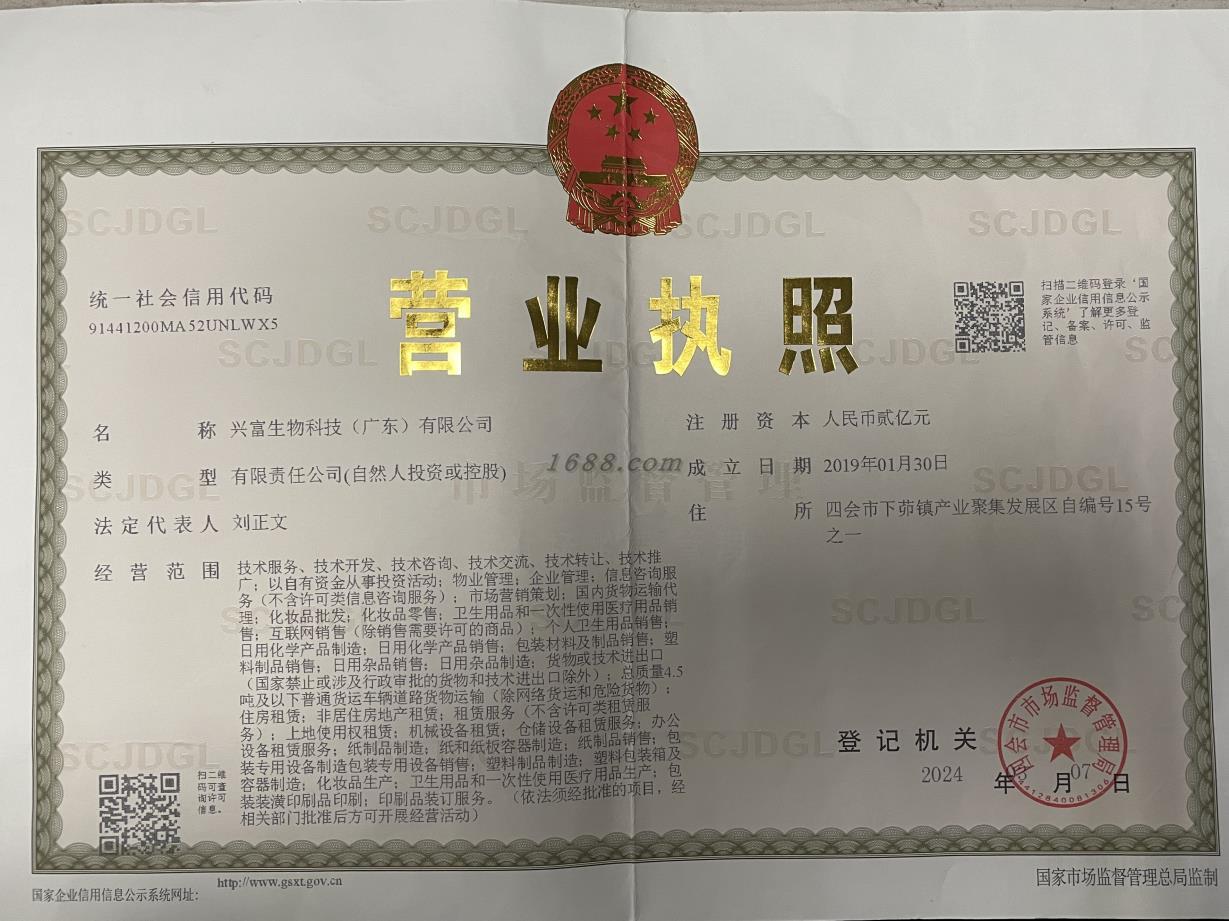 统一社会信用代码
91441200MA52UNLWX5
营业执照
扫描二维码登录‘国
家企业信用信息公示
系统’了解更多登
记、备案、许可、监
管信息
名称 兴富生物科技（广东）有限公司
类型 有限责任公司(自然人投资或控股)
法定代表人 刘正文
经营范围 技术服务、技术开发、技术咨询、技术交流、技术转让、技术推
广；以自有资金从事投资活动；物业管理；企业管理；信息咨询服
务（不含许可类信息咨询服务）；市场营销策划；国内货物运输代
理；化妆品批发；化妆品零售；卫生用品和一次性使用医疗用品销
售；互联网销售（除销售需要许可的商品）；个人卫生用品销售；
日用化学产品制造；日用化学产品销售；包装材料及制品销售；塑
料制品销售；日用杂品销售；日用杂品制造；货物或技术进出口
（国家禁止或涉及行政审批的货物和技术进出口除外）；总质量4.5
吨及以下普通货运车辆道路货物运输（除网络货运和危险货物）；
住房租赁；非居住房地产租赁；租赁服务（不含许可类租赁服
务）；土地使用权租赁；机械设备租赁；仓储设备租赁服务；办公
设备租赁服务；纸制品制造；纸和纸板容器制造；纸制品销售；包
装专用设备制造包装专用设备销售；塑料制品制造；塑料包装箱及
容器制造；化妆品生产；卫生用品和一次性使用医疗用品生产；包
装装潢印刷品印刷；印刷品装订服务。（依法须经批准的项目，经
相关部门批准后方可开展经营活动）
注册资本 人民币贰亿元
成立日期 2019年01月30日
住所 四会市下茆镇产业聚集发展区自编号15号
之一
1688.com
市场监督管理
SCJDGL
扫二维
码可查
询许可
信息。
登记机关
四会市市场监督管理局
2024 年 月 07 日
国家企业信用信息公示系统网址：
http://www.gsxt.gov.cn
国家市场监督管理总局监制